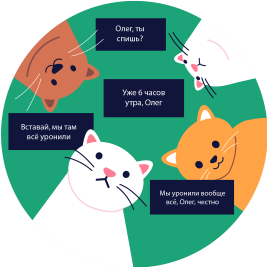 Олег, ты
спишь?
Уже 6 часов
утра, Олег
Вставай, мы там
всё уронили
Мы уронили вообще
всё, Олег, честно